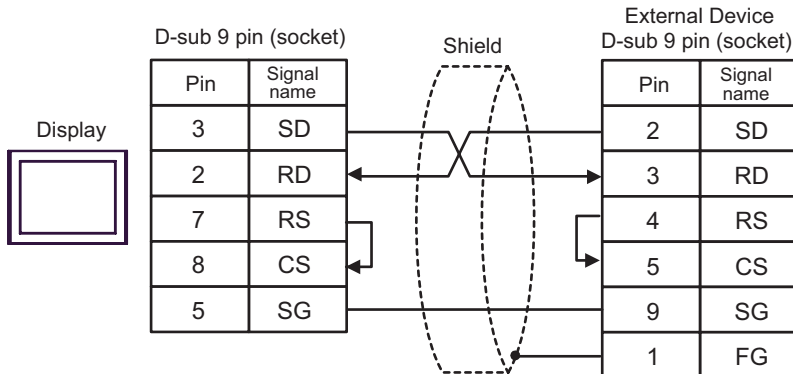 External Device
D-sub 9 pin (socket)
Shield
D-sub 9 pin (socket)
Pin Signal name
Pin Signal name
Display
3 SD
2 SD
2 RD
3 RD
7 RS
4 RS
8 CS
5 CS
5 SG
9 SG
1 FG